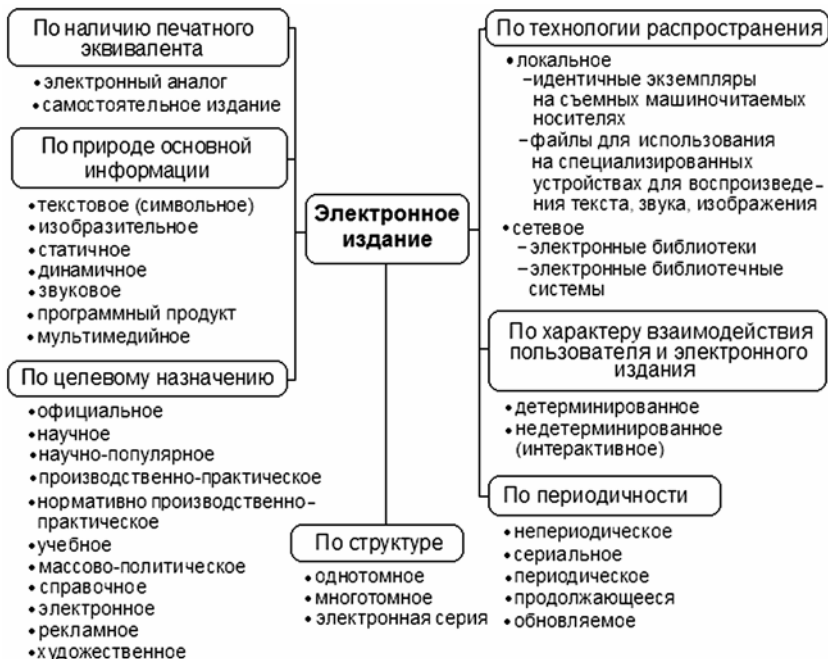 По наличию печатного
эквивалента
• электронный аналог
• самостоятельное издание
По природе основной
информации
• текстовое (символьное)
• изобразительное
• статичное
• динамичное
• звуковое
• программный продукт
• мультимедийное
По целевому назначению
• официальное
• научное
• научно-популярное
• производственно-практическое
• нормативно производственно-
практическое
• учебное
• массово-политическое
• справочное
• электронное
• рекламное
• художественное
Электронное
издание
По структуре
• однотомное
• многотомное
• электронная серия
По технологии распространения
• локальное
– идентичные экземпляры
на съемных машиночитаемых
носителях
– файлы для использования
на специализированных
устройствах для воспроизведе-
ния текста, звука, изображения
• сетевое
– электронные библиотеки
– электронные библиотечные
системы
По характеру взаимодействия
пользователя и электронного
издания
• детерминированное
• недетерминированное
(интерактивное)
По периодичности
• непериодическое
• сериальное
• периодическое
• продолжающееся
• обновляемое